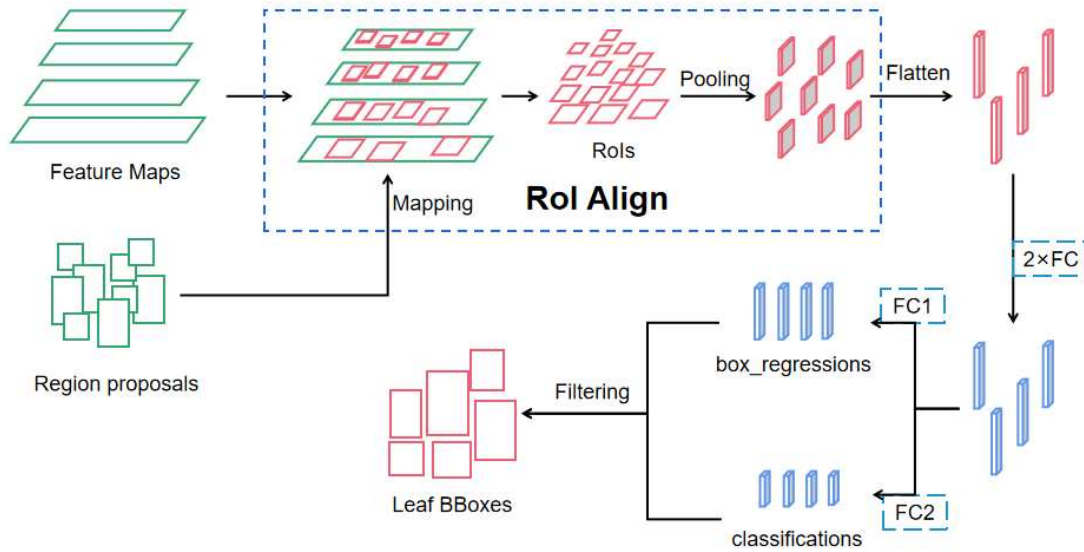 Feature Maps
Mapping
RoIs
RoI Align
Pooling
Flatten
2×FC
Region proposals
FC1
box_regressions
Filtering
Leaf BBoxes
FC2
classifications